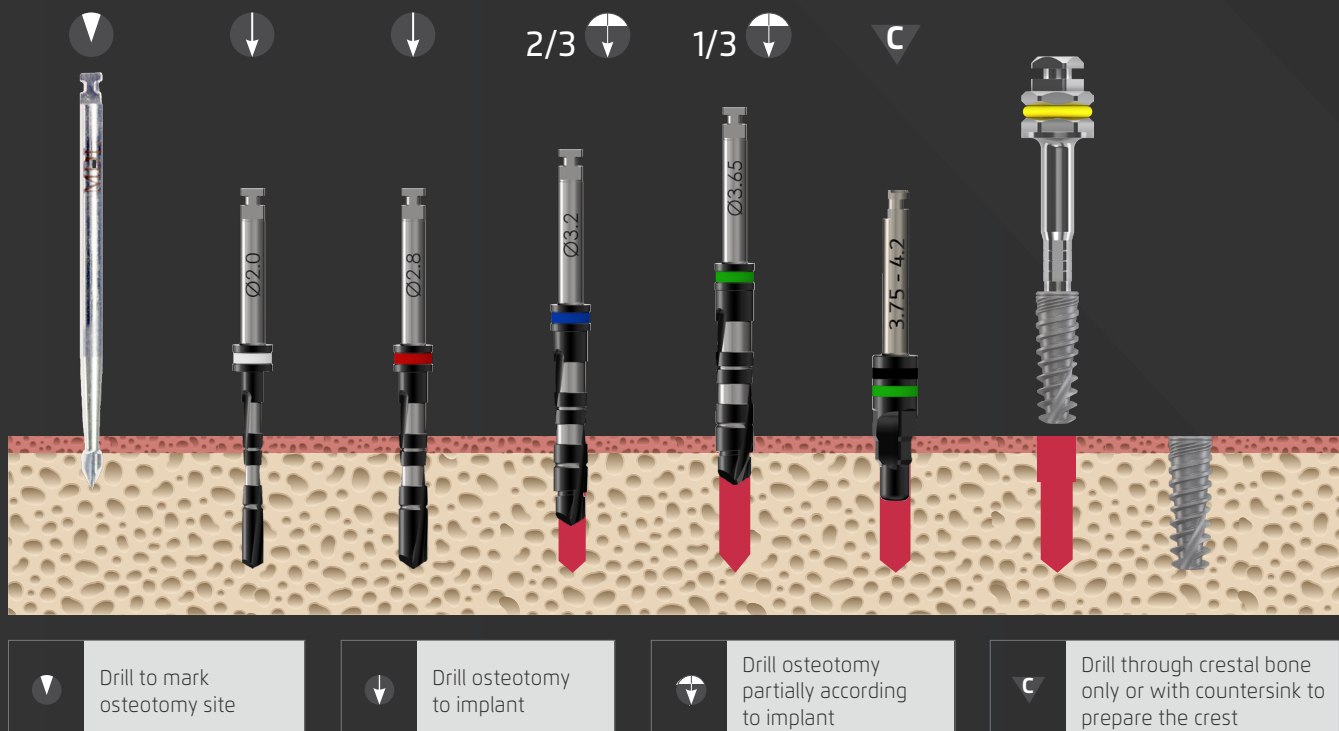 2/3
1/3
C
MCT
Ø2.0
Ø2.8
Ø3.2
Ø3.65
3.75 - 4.2
Drill to mark
osteotomy site
Drill osteotomy
to implant
Drill osteotomy
partially according
to implant
C
Drill through crestal bone
only or with countersink to
prepare the crest